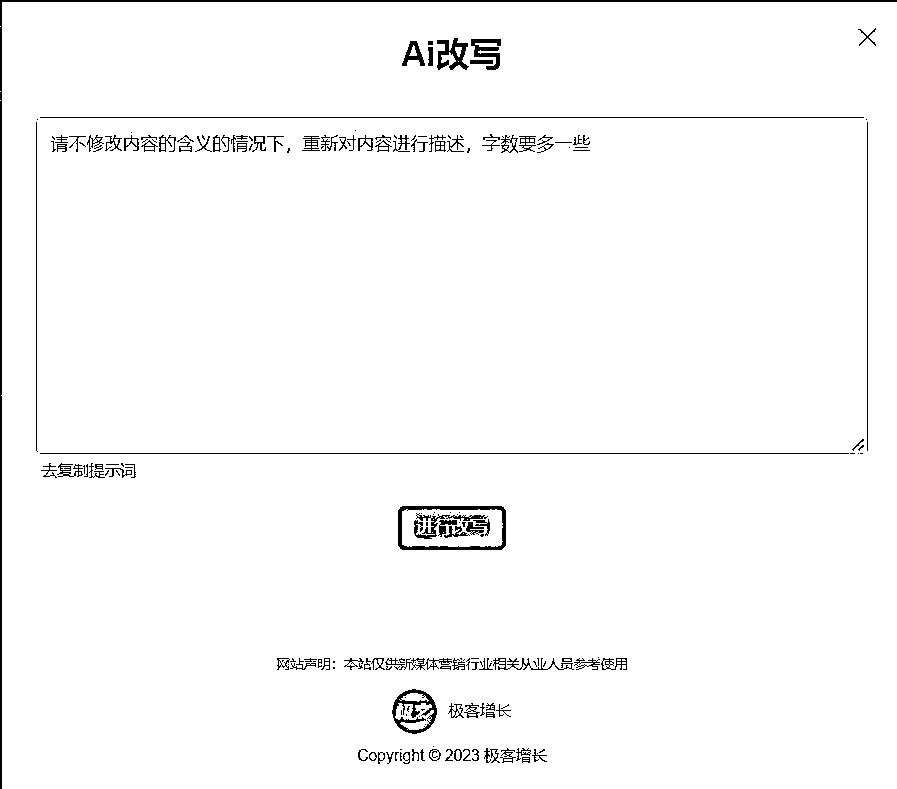 Ai改写
请不修改内容的含义的情况下，重新对内容进行描述，字数要多一些
去复制提示词
进行改写
网站声明：本站仅供新媒体营销行业相关从业人员参考使用
极客增长
Copyright © 2023 极客增长